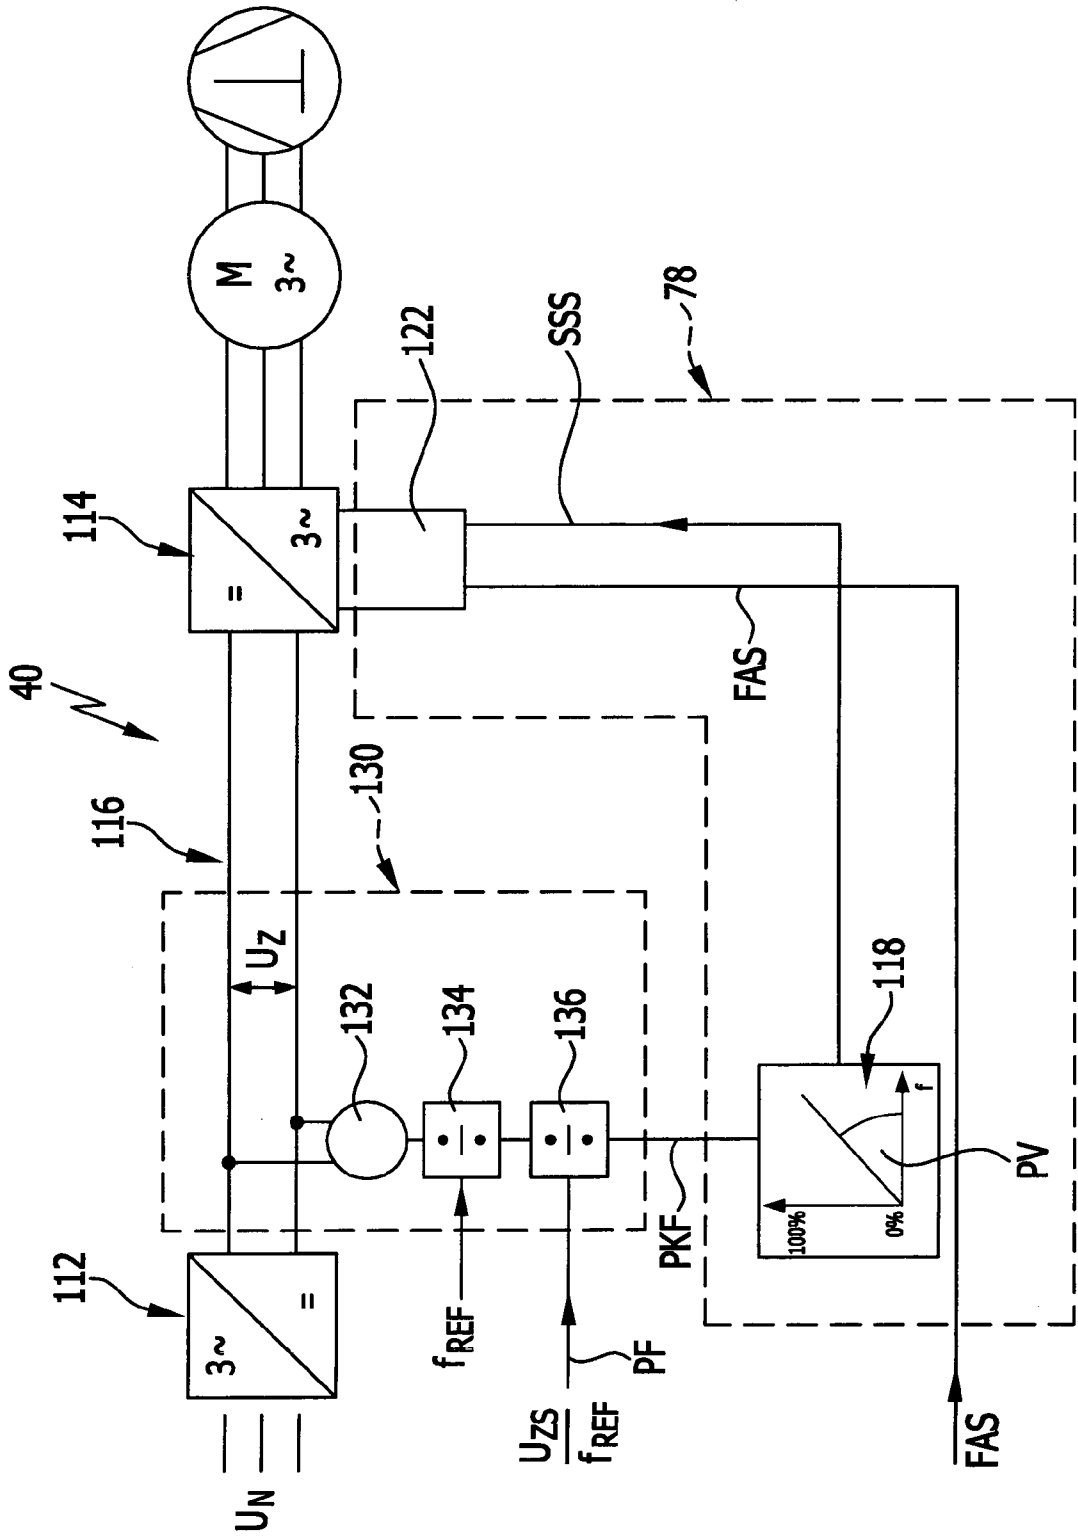 40
114
112
116
M
3~
=
3~
3~
=
U_N
U_Z
130
122
78
SSS
132
134
136
f_REF
U_ZS
f_REF
PF
PKF
FAS
118
100%
0%
f
PV
FAS